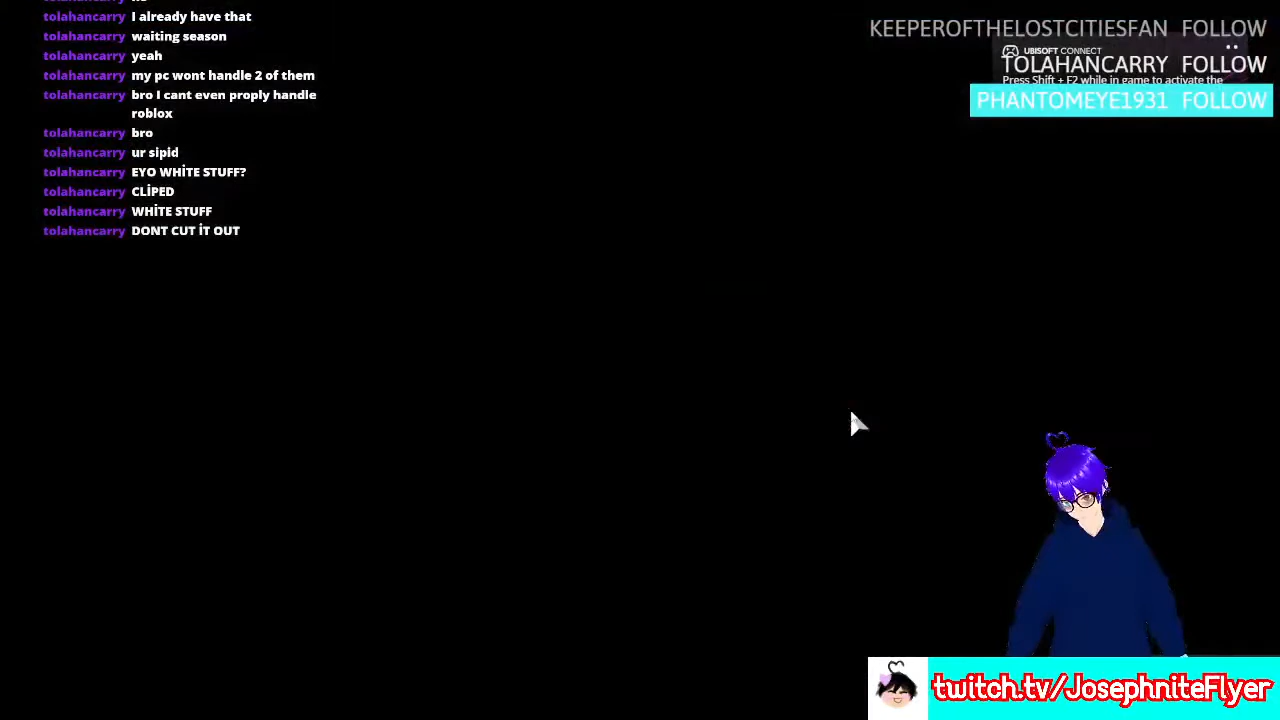 tolahancarry I already have that
tolahancarry waiting season
tolahancarry yeah
tolahancarry my pc wont handle 2 of them
tolahancarry bro I cant even proply handle
roblox
tolahancarry bro
tolahancarry ur sipid
tolahancarry EYO WHİTE STUFF?
tolahancarry CLİPED
tolahancarry WHİTE STUFF
tolahancarry DONT CUT İT OUT
KEEPEROFTHELOSTCITIESFAN FOLLOW
UBISOFT CONNECT
TOLAHANCARRY FOLLOW
Press Shift + F2 while in game to activate the
PHANTOMEYE1931 FOLLOW
twitch.tv/JosephniteFlyer